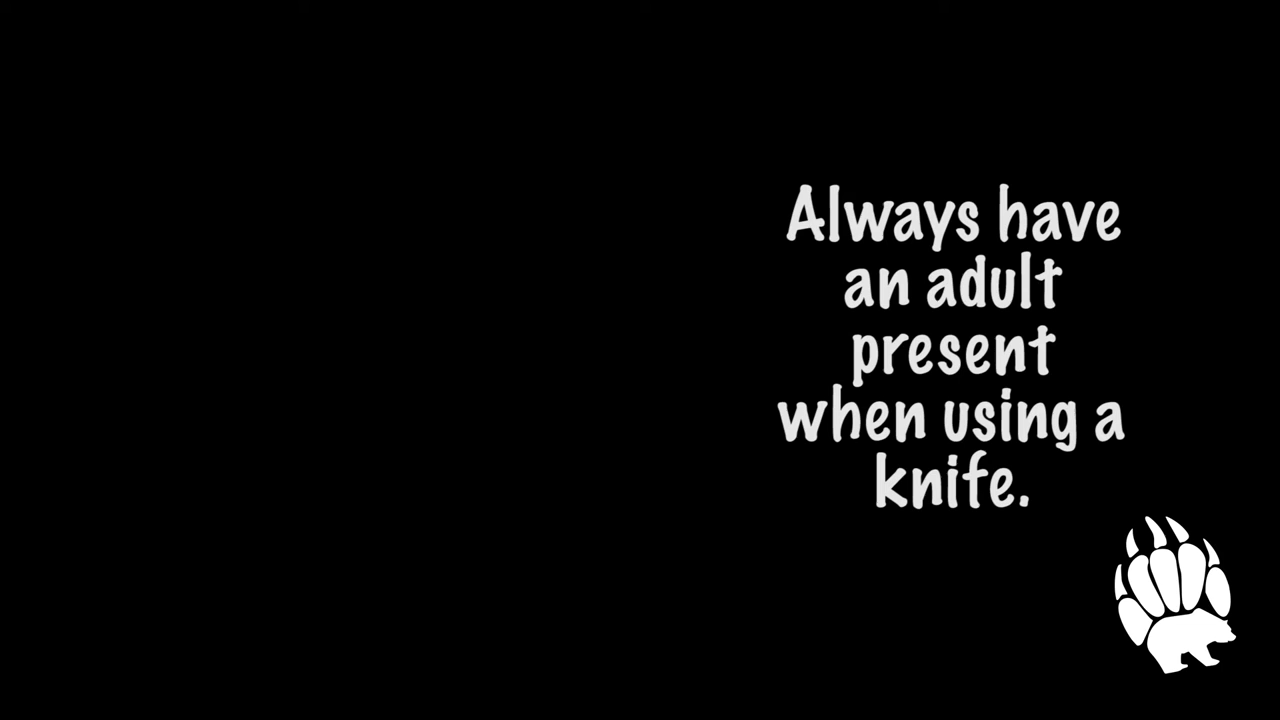 Always have
an adult
present
when using a
knife.